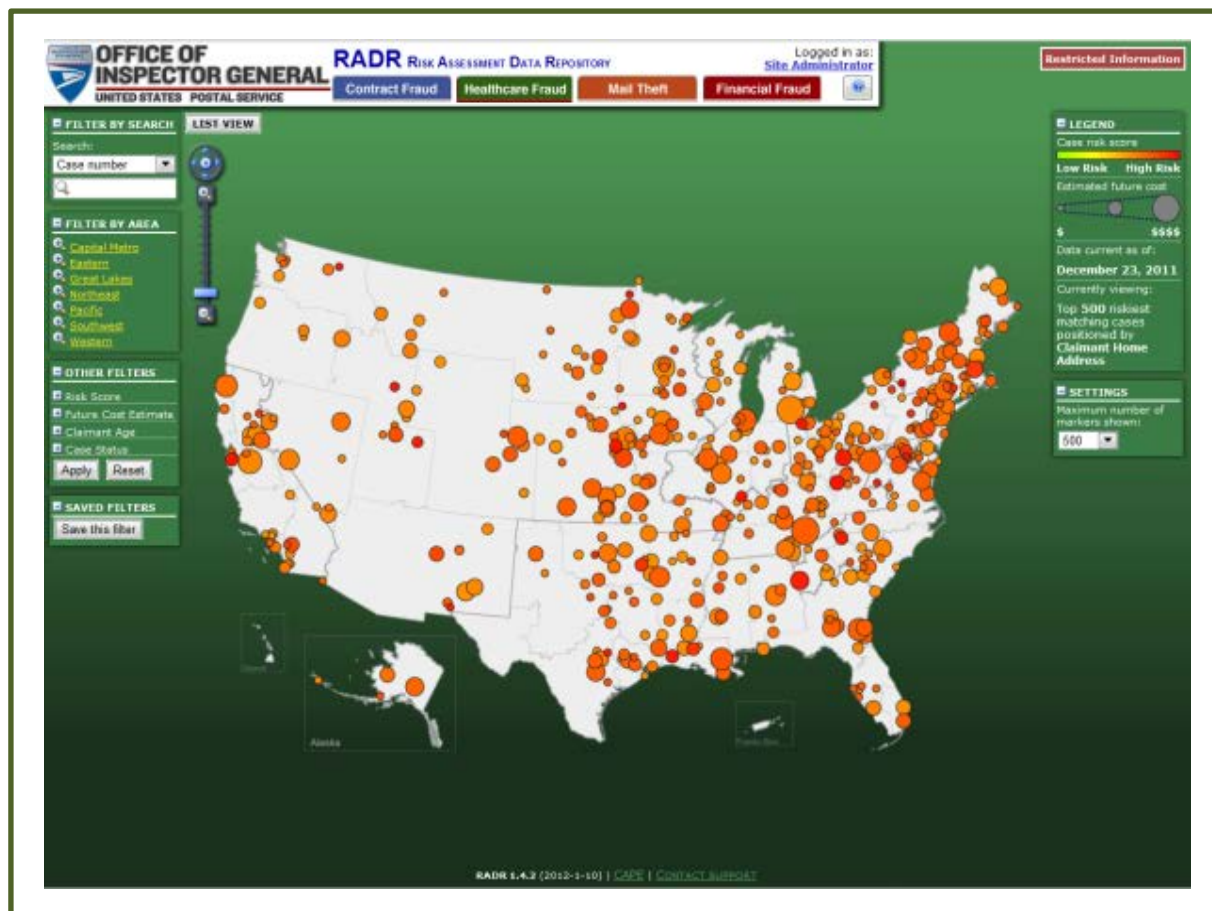 OFFICE OF
INSPECTOR GENERAL
UNITED STATES POSTAL SERVICE
RADR RISK ASSESSMENT DATA REPOSITORY
Logged in as:
Site Administrator
Contract Fraud
Healthcare Fraud
Mail Theft
Financial Fraud
Restricted Information
FILTER BY SEARCH
Search:
Case number
FILTER BY AREA
Capital Metro
Eastern
Great Lakes
Northeast
Pacific
Southwest
Western
OTHER FILTERS
Risk Score
Future Cost Estimate
Claimant Age
Case Status
Apply Reset
SAVED FILTERS
Save this filter
LIST VIEW
LEGEND
Case risk score
Low Risk High Risk
Estimated future cost
$ $$$$
Data current as of:
December 23, 2011
Currently viewing:
Top 500 riskiest
matching cases
positioned by
Claimant Home
Address
SETTINGS
Maximum number of
markers shown:
500
Alaska
RADR 1.4.2 (2012-1-10) | CAPE | CONTACT SUPPORT